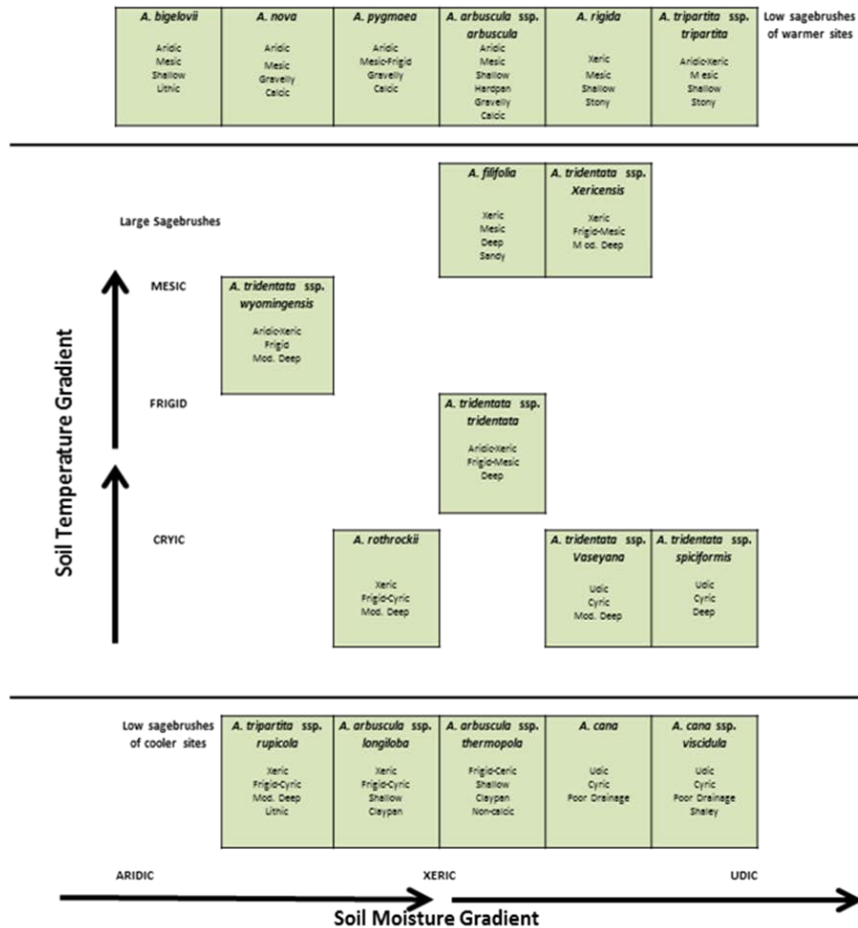 A. bigelovii
Aridic
Mesic
Shallow
Lithic
A. nova
Aridic
Mesic
Gravelly
Calcic
A. pygmaea
Aridic
Mesic-Frigid
Gravelly
Calcic
A. arbuscula ssp.
arbuscula
Aridic
Mesic
Shallow
Hardpan
Gravelly
Calcic
A. rigida
Xeric
Mesic
Shallow
Stony
A. tripartita ssp.
tripartita
Aridic-Xeric
M esic
Shallow
Stony
Low sagebrushes
of warmer sites
Large Sagebrushes
A. filifolia
Xeric
Mesic
Deep
Sandy
A. tridentata ssp.
Xericensis
Xeric
Frigid-Mesic
M od. Deep
MESIC
A. tridentata ssp.
wyomingensis
Aridic-Xeric
Frigid
Mod. Deep
Soil Temperature Gradient
FRIGID
A. tridentata ssp.
tridentata
Aridic-Xeric
Frigid-Mesic
Deep
CRYIC
A. rothrockii
Xeric
Frigid-Cyric
Mod. Deep
A. tridentata ssp.
Vaseyana
Udic
Cyric
Mod. Deep
A. tridentata ssp.
spiciformis
Udic
Cyric
Deep
Low sagebrushes
of cooler sites
A. tripartita ssp.
rupicola
Xeric
Frigid-Cyric
Mod. Deep
Lithic
A. arbuscula ssp.
longiloba
Xeric
Frigid-Cyric
Shallow
Claypan
A. arbuscula ssp.
thermopola
Frigid-Ceric
Shallow
Claypan
Non-calcic
A. cana
Udic
Cyric
Poor Drainage
A. cana ssp.
viscidula
Udic
Cyric
Poor Drainage
Shaley
ARIDIC
XERIC
UDIC
Soil Moisture Gradient